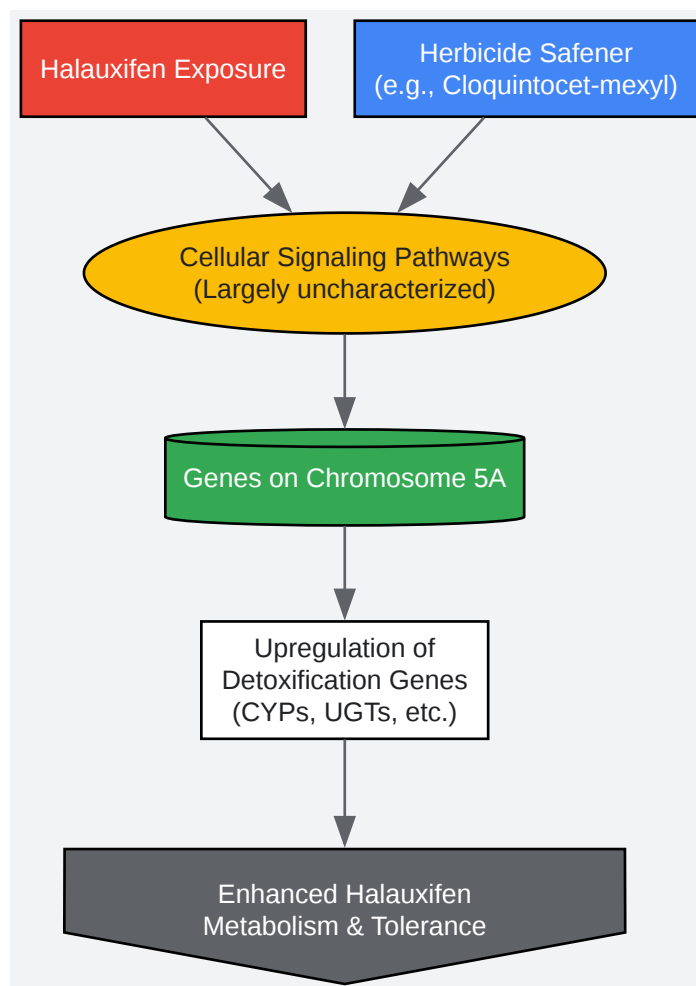 Halauxifen Exposure
Herbicide Safener
(e.g., Cloquintocet-mexyl)
Cellular Signaling Pathways
(Largely uncharacterized)
Genes on Chromosome 5A
Upregulation of
Detoxification Genes
(CYPs, UGTs, etc.)
Enhanced Halauxifen
Metabolism & Tolerance